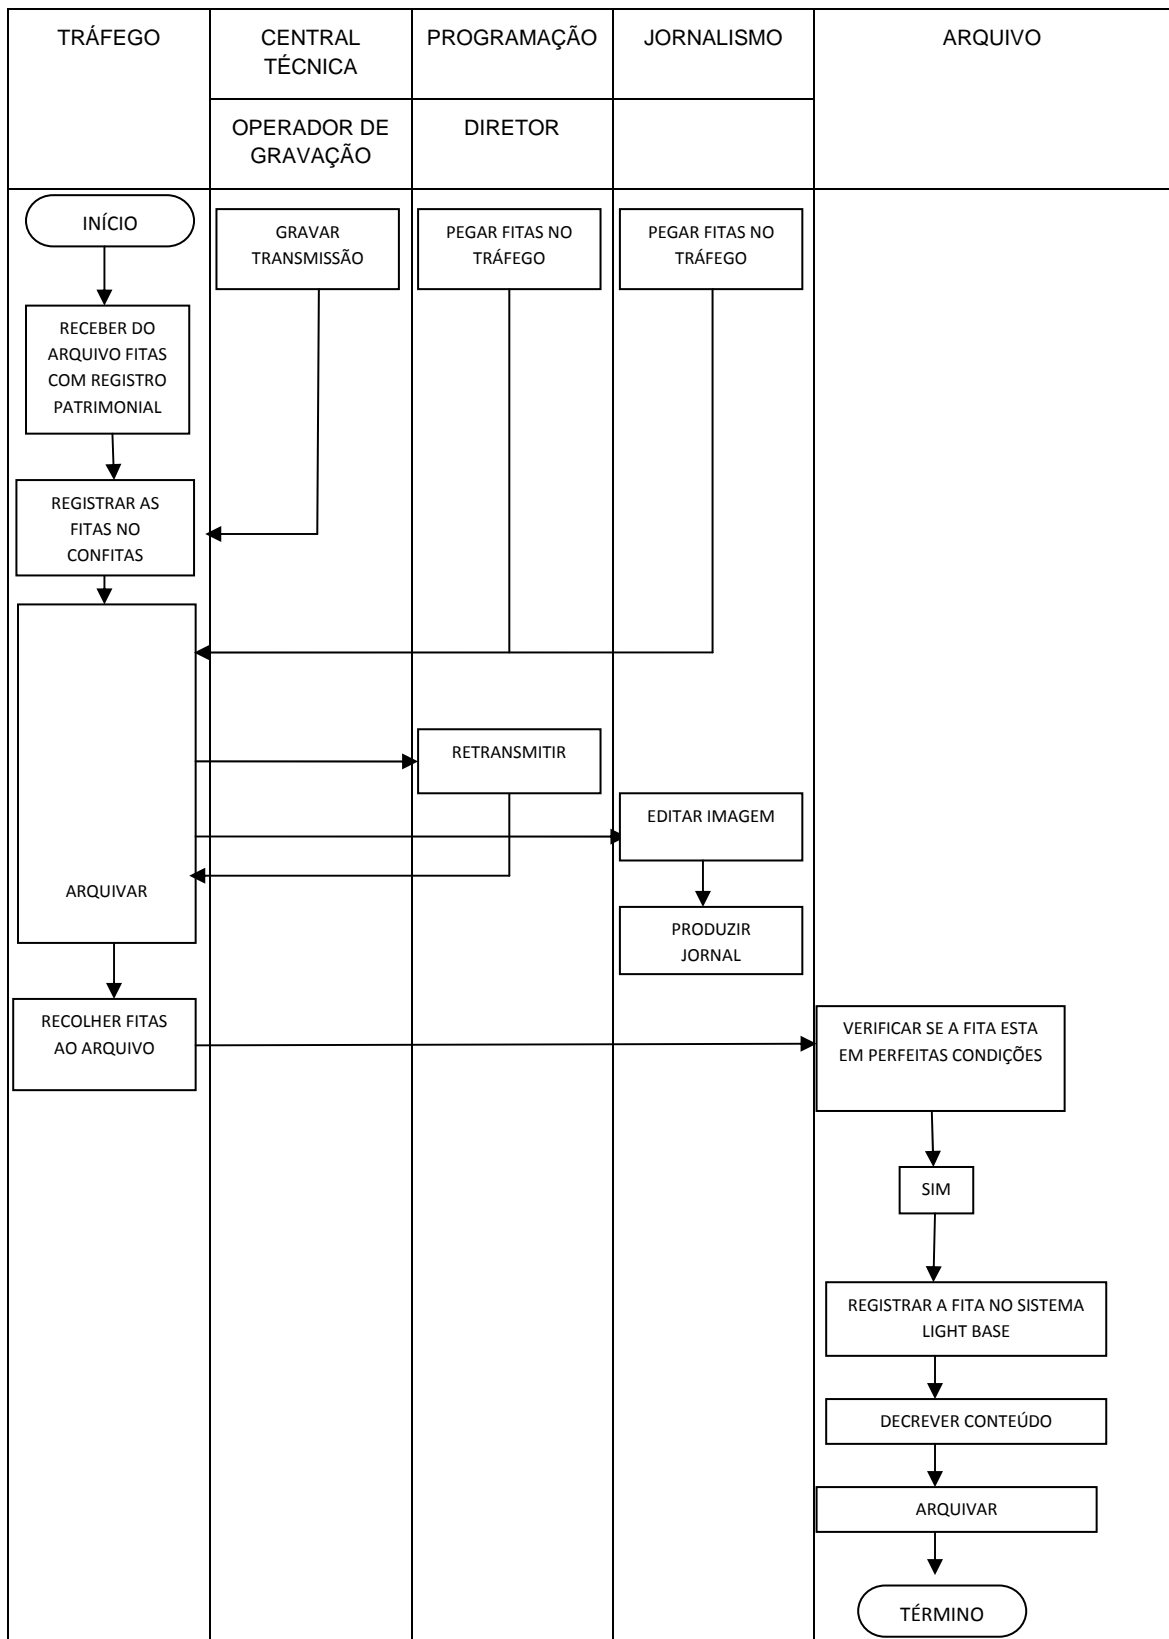 TRÁFEGO
CENTRAL
TÉCNICA
PROGRAMAÇÃO
JORNALISMO
ARQUIVO
OPERADOR DE
GRAVAÇÃO
DIRETOR
INÍCIO
GRAVAR
TRANSMISSÃO
PEGAR FITAS NO
TRÁFEGO
PEGAR FITAS NO
TRÁFEGO
RECEBER DO
ARQUIVO FITAS
COM REGISTRO
PATRIMONIAL
REGISTRAR AS
FITAS NO
CONFITAS
RETRANSMITIR
EDITAR IMAGEM
ARQUIVAR
PRODUZIR
JORNAL
RECOLHER FITAS
AO ARQUIVO
VERIFICAR SE A FITA ESTA
EM PERFEITAS CONDIÇÕES
SIM
REGISTRAR A FITA NO SISTEMA
LIGHT BASE
DECREVER CONTEÚDO
ARQUIVAR
TÉRMINO